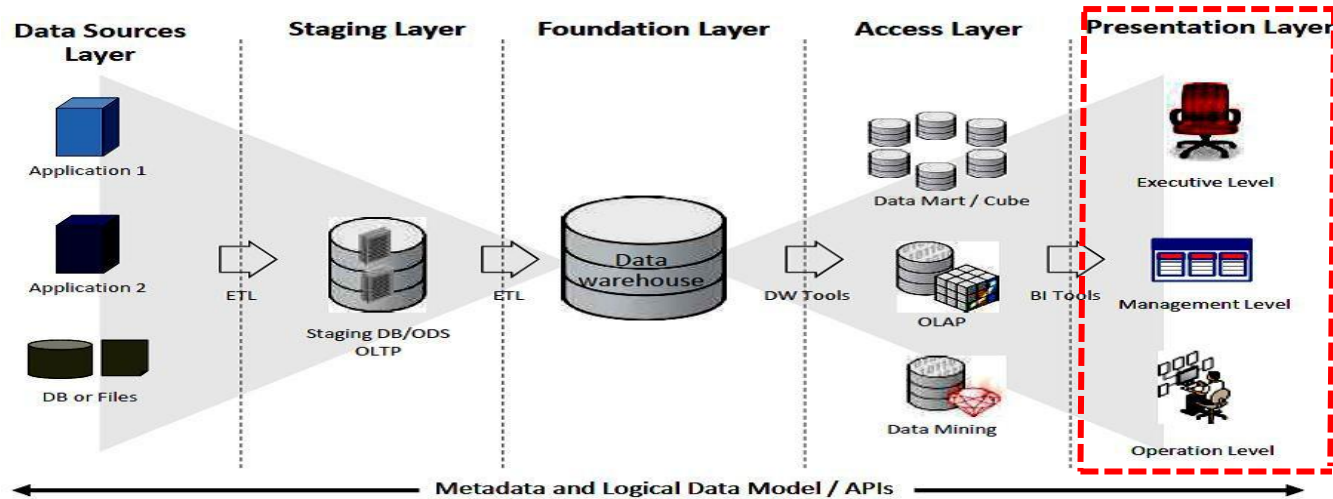 Data Sources
Layer
Staging Layer
Foundation Layer
Access Layer
Presentation Layer
Application 1
Application 2
DB or Files
ETL
Staging DB/ODS
OLTP
ETL
Data
warehouse
DW Tools
Data Mart / Cube
OLAP
Data Mining
BI Tools
Executive Level
Management Level
Operation Level
Metadata and Logical Data Model / APIs